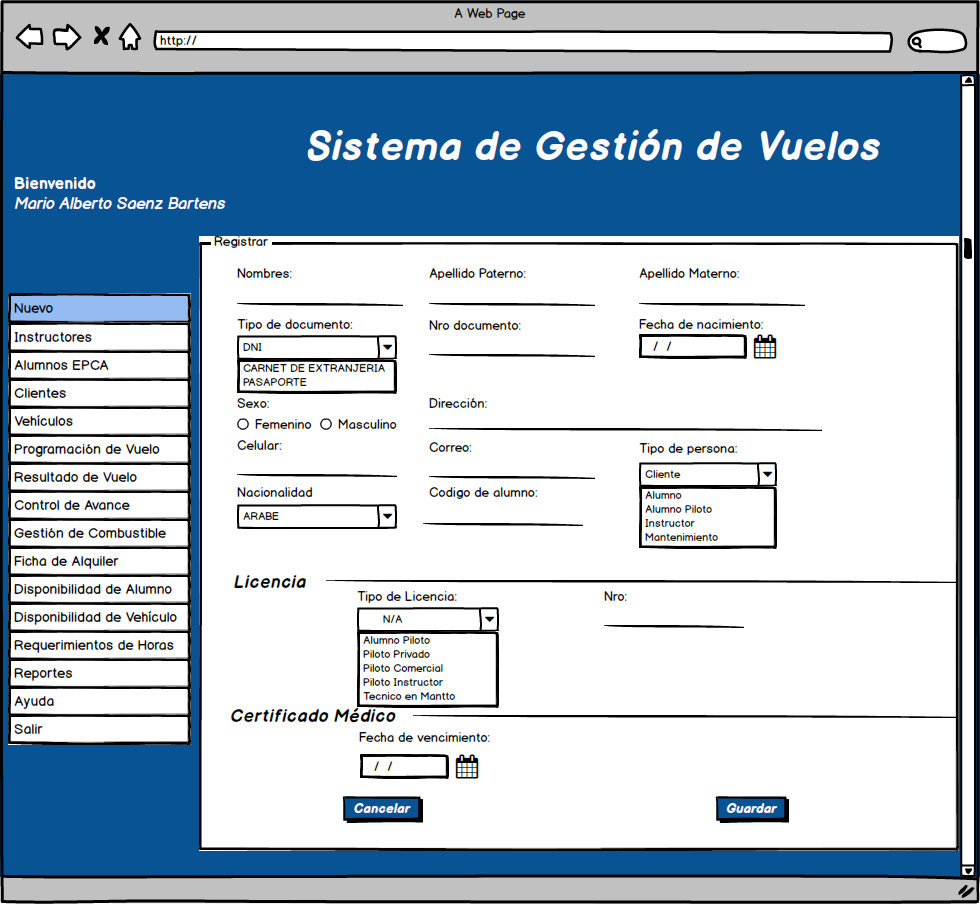 A Web Page
http://
Sistema de Gestión de Vuelos
Bienvenido
Mario Alberto Saenz Bartens
Nuevo
Instructores
Alumnos EPCA
Clientes
Vehículos
Programación de Vuelo
Resultado de Vuelo
Control de Avance
Gestión de Combustible
Ficha de Alquiler
Disponibilidad de Alumno
Disponibilidad de Vehículo
Requerimientos de Horas
Reportes
Ayuda
Salir
Registrar
Nombres: Apellido Paterno: Apellido Materno:
Tipo de documento: Nro documento: Fecha de nacimiento:
DNI / /
CARNET DE EXTRANJERIA
PASAPORTE
Sexo: Dirección:
Femenino Masculino
Celular: Correo: Tipo de persona:
Cliente
Nacionalidad Codigo de alumno: Alumno
Alumno Piloto
ARABE Instructor
Mantenimiento
Licencia
Tipo de Licencia: Nro:
N/A
Alumno Piloto
Piloto Privado
Piloto Comercial
Piloto Instructor
Tecnico en Mantto
Certificado Médico
Fecha de vencimiento:
/ /
Cancelar Guardar